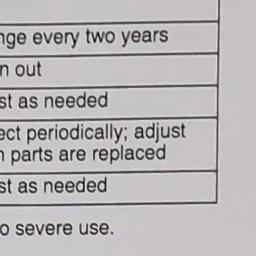 nge every two years
n out
st as needed
ect periodically; adjust
n parts are replaced
st as needed
o severe use.